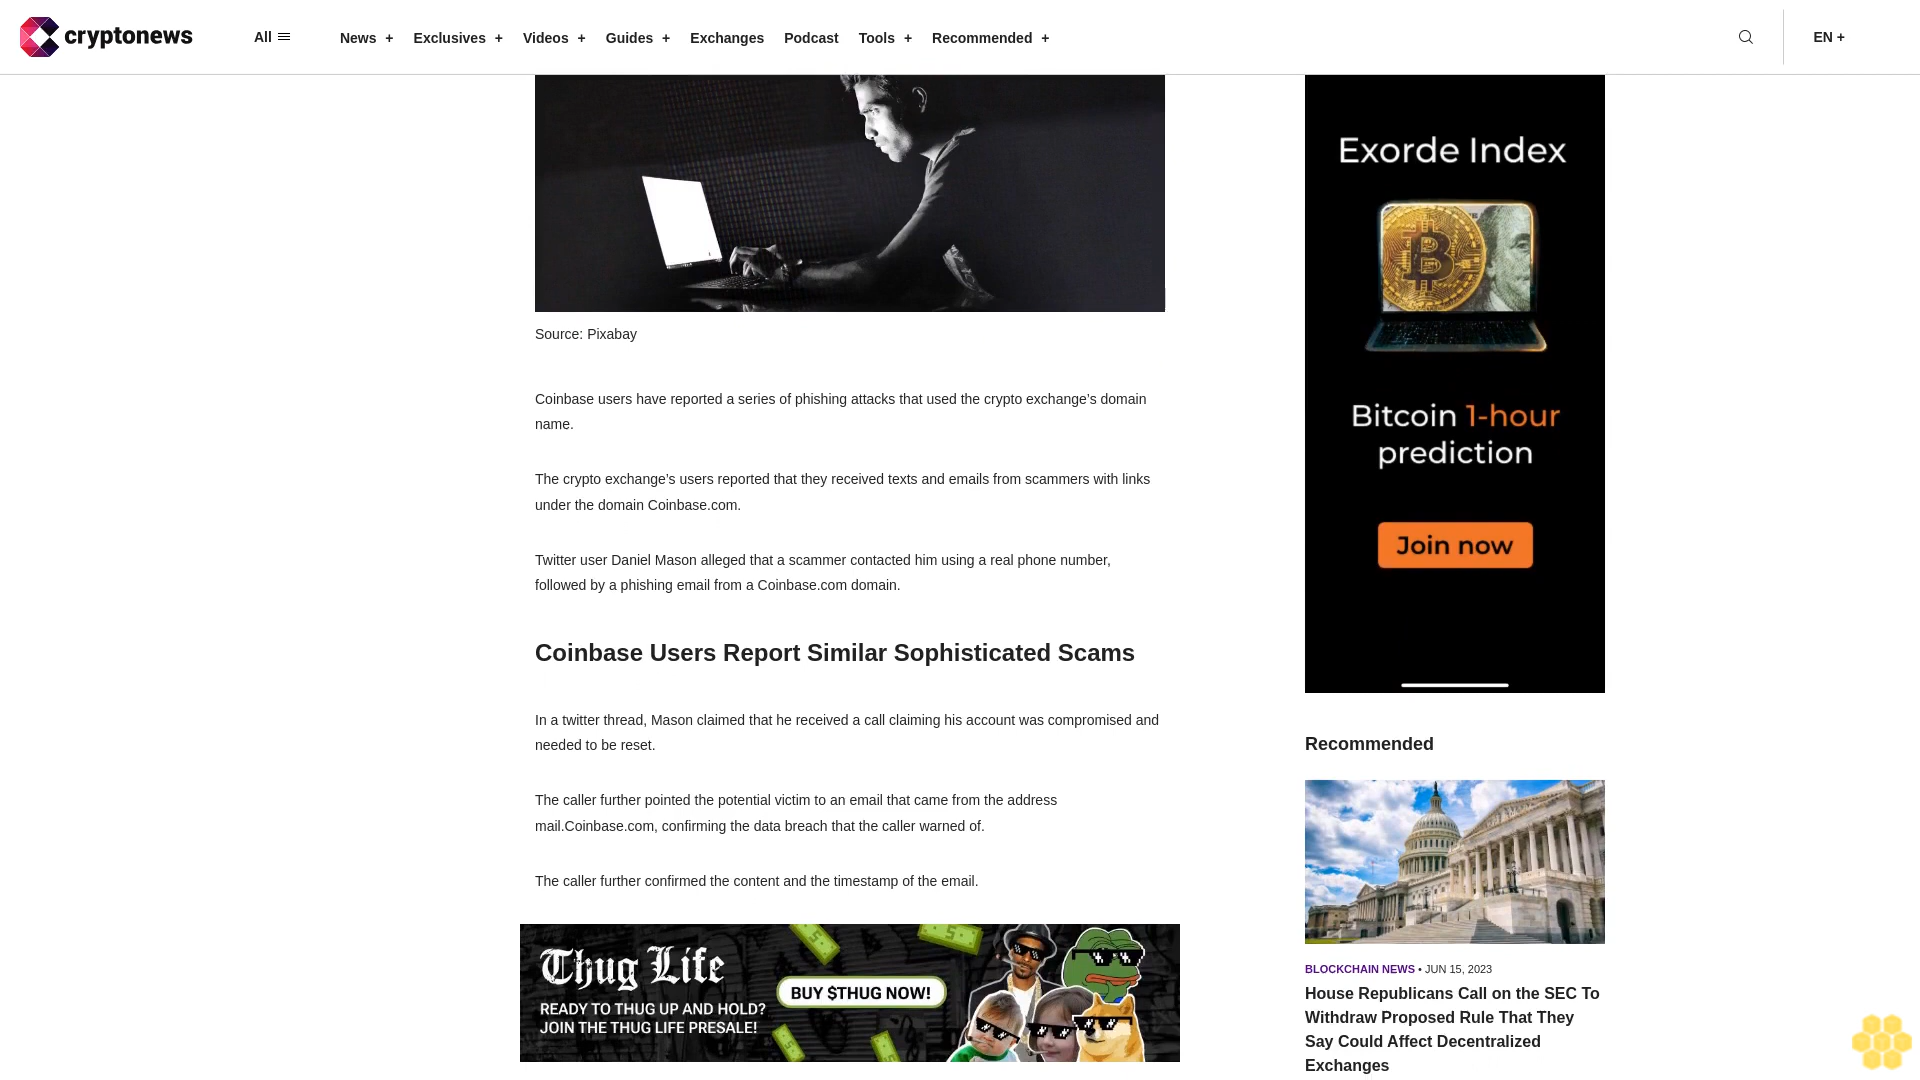 cryptonews
All
News +
Exclusives +
Videos +
Guides +
Exchanges
Podcast
Tools +
Recommended +
EN +
Source: Pixabay
Coinbase users have reported a series of phishing attacks that used the crypto exchange’s domain
name.
The crypto exchange’s users reported that they received texts and emails from scammers with links
under the domain Coinbase.com.
Twitter user Daniel Mason alleged that a scammer contacted him using a real phone number,
followed by a phishing email from a Coinbase.com domain.
Coinbase Users Report Similar Sophisticated Scams
In a twitter thread, Mason claimed that he received a call claiming his account was compromised and
needed to be reset.
The caller further pointed the potential victim to an email that came from the address
mail.Coinbase.com, confirming the data breach that the caller warned of.
The caller further confirmed the content and the timestamp of the email.
Thug Life
READY TO THUG UP AND HOLD?
JOIN THE THUG LIFE PRESALE!
BUY $THUG NOW!
Exorde Index
Bitcoin 1-hour
prediction
Join now
Recommended
BLOCKCHAIN NEWS • JUN 15, 2023
House Republicans Call on the SEC To
Withdraw Proposed Rule That They
Say Could Affect Decentralized
Exchanges